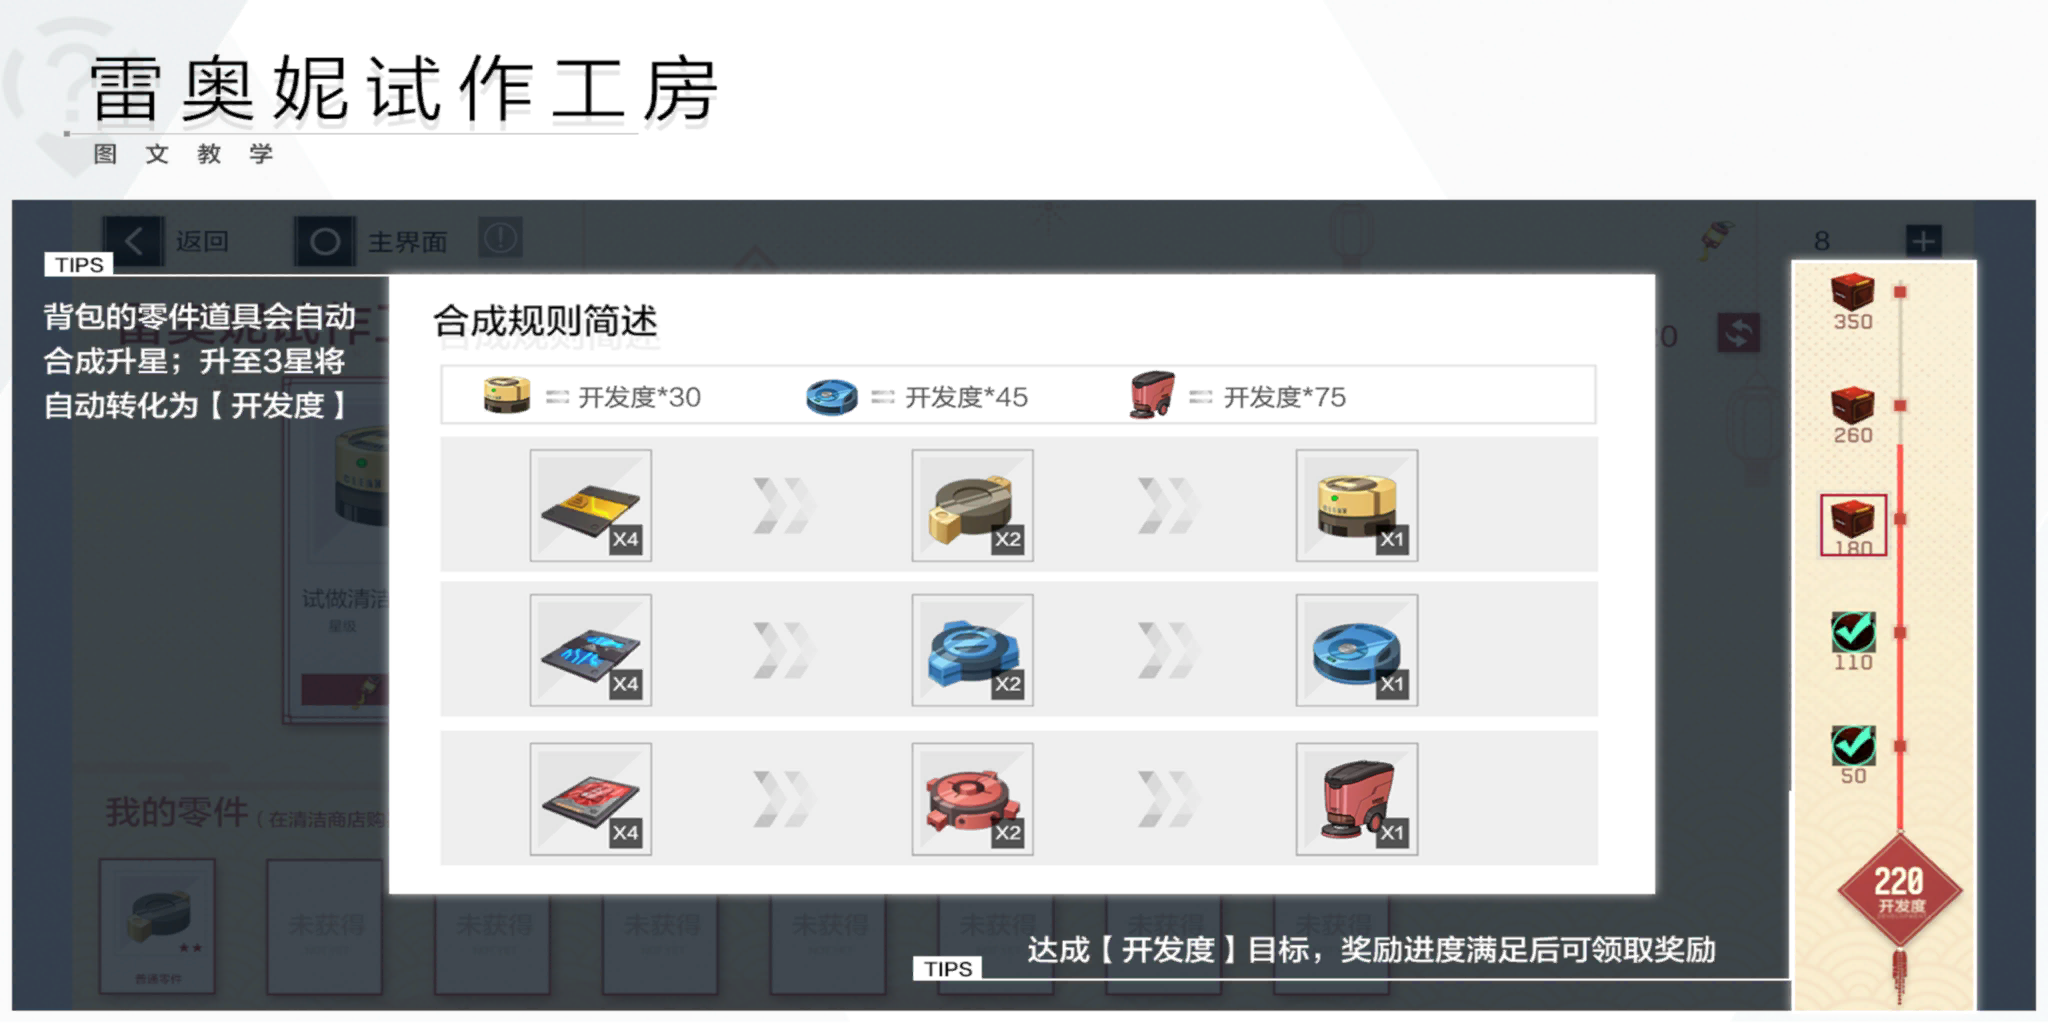 雷奥妮试作工房
图文教学
返回
主界面
8
TIPS
背包的零件道具会自动
合成升星；升至3星将
自动转化为【开发度】
合成规则简述
=开发度*30
=开发度*45
=开发度*75
X4
X2
X1
X4
X2
X1
X4
X2
X1
350
260
180
110
50
220
开发度
试做清洁
星级
我的零件（在清洁商店购
CLEAN
普通零件
未获得
未获得
未获得
未获得
未获得
未获得
未获得
达成【开发度】目标，奖励进度满足后可领取奖励
TIPS